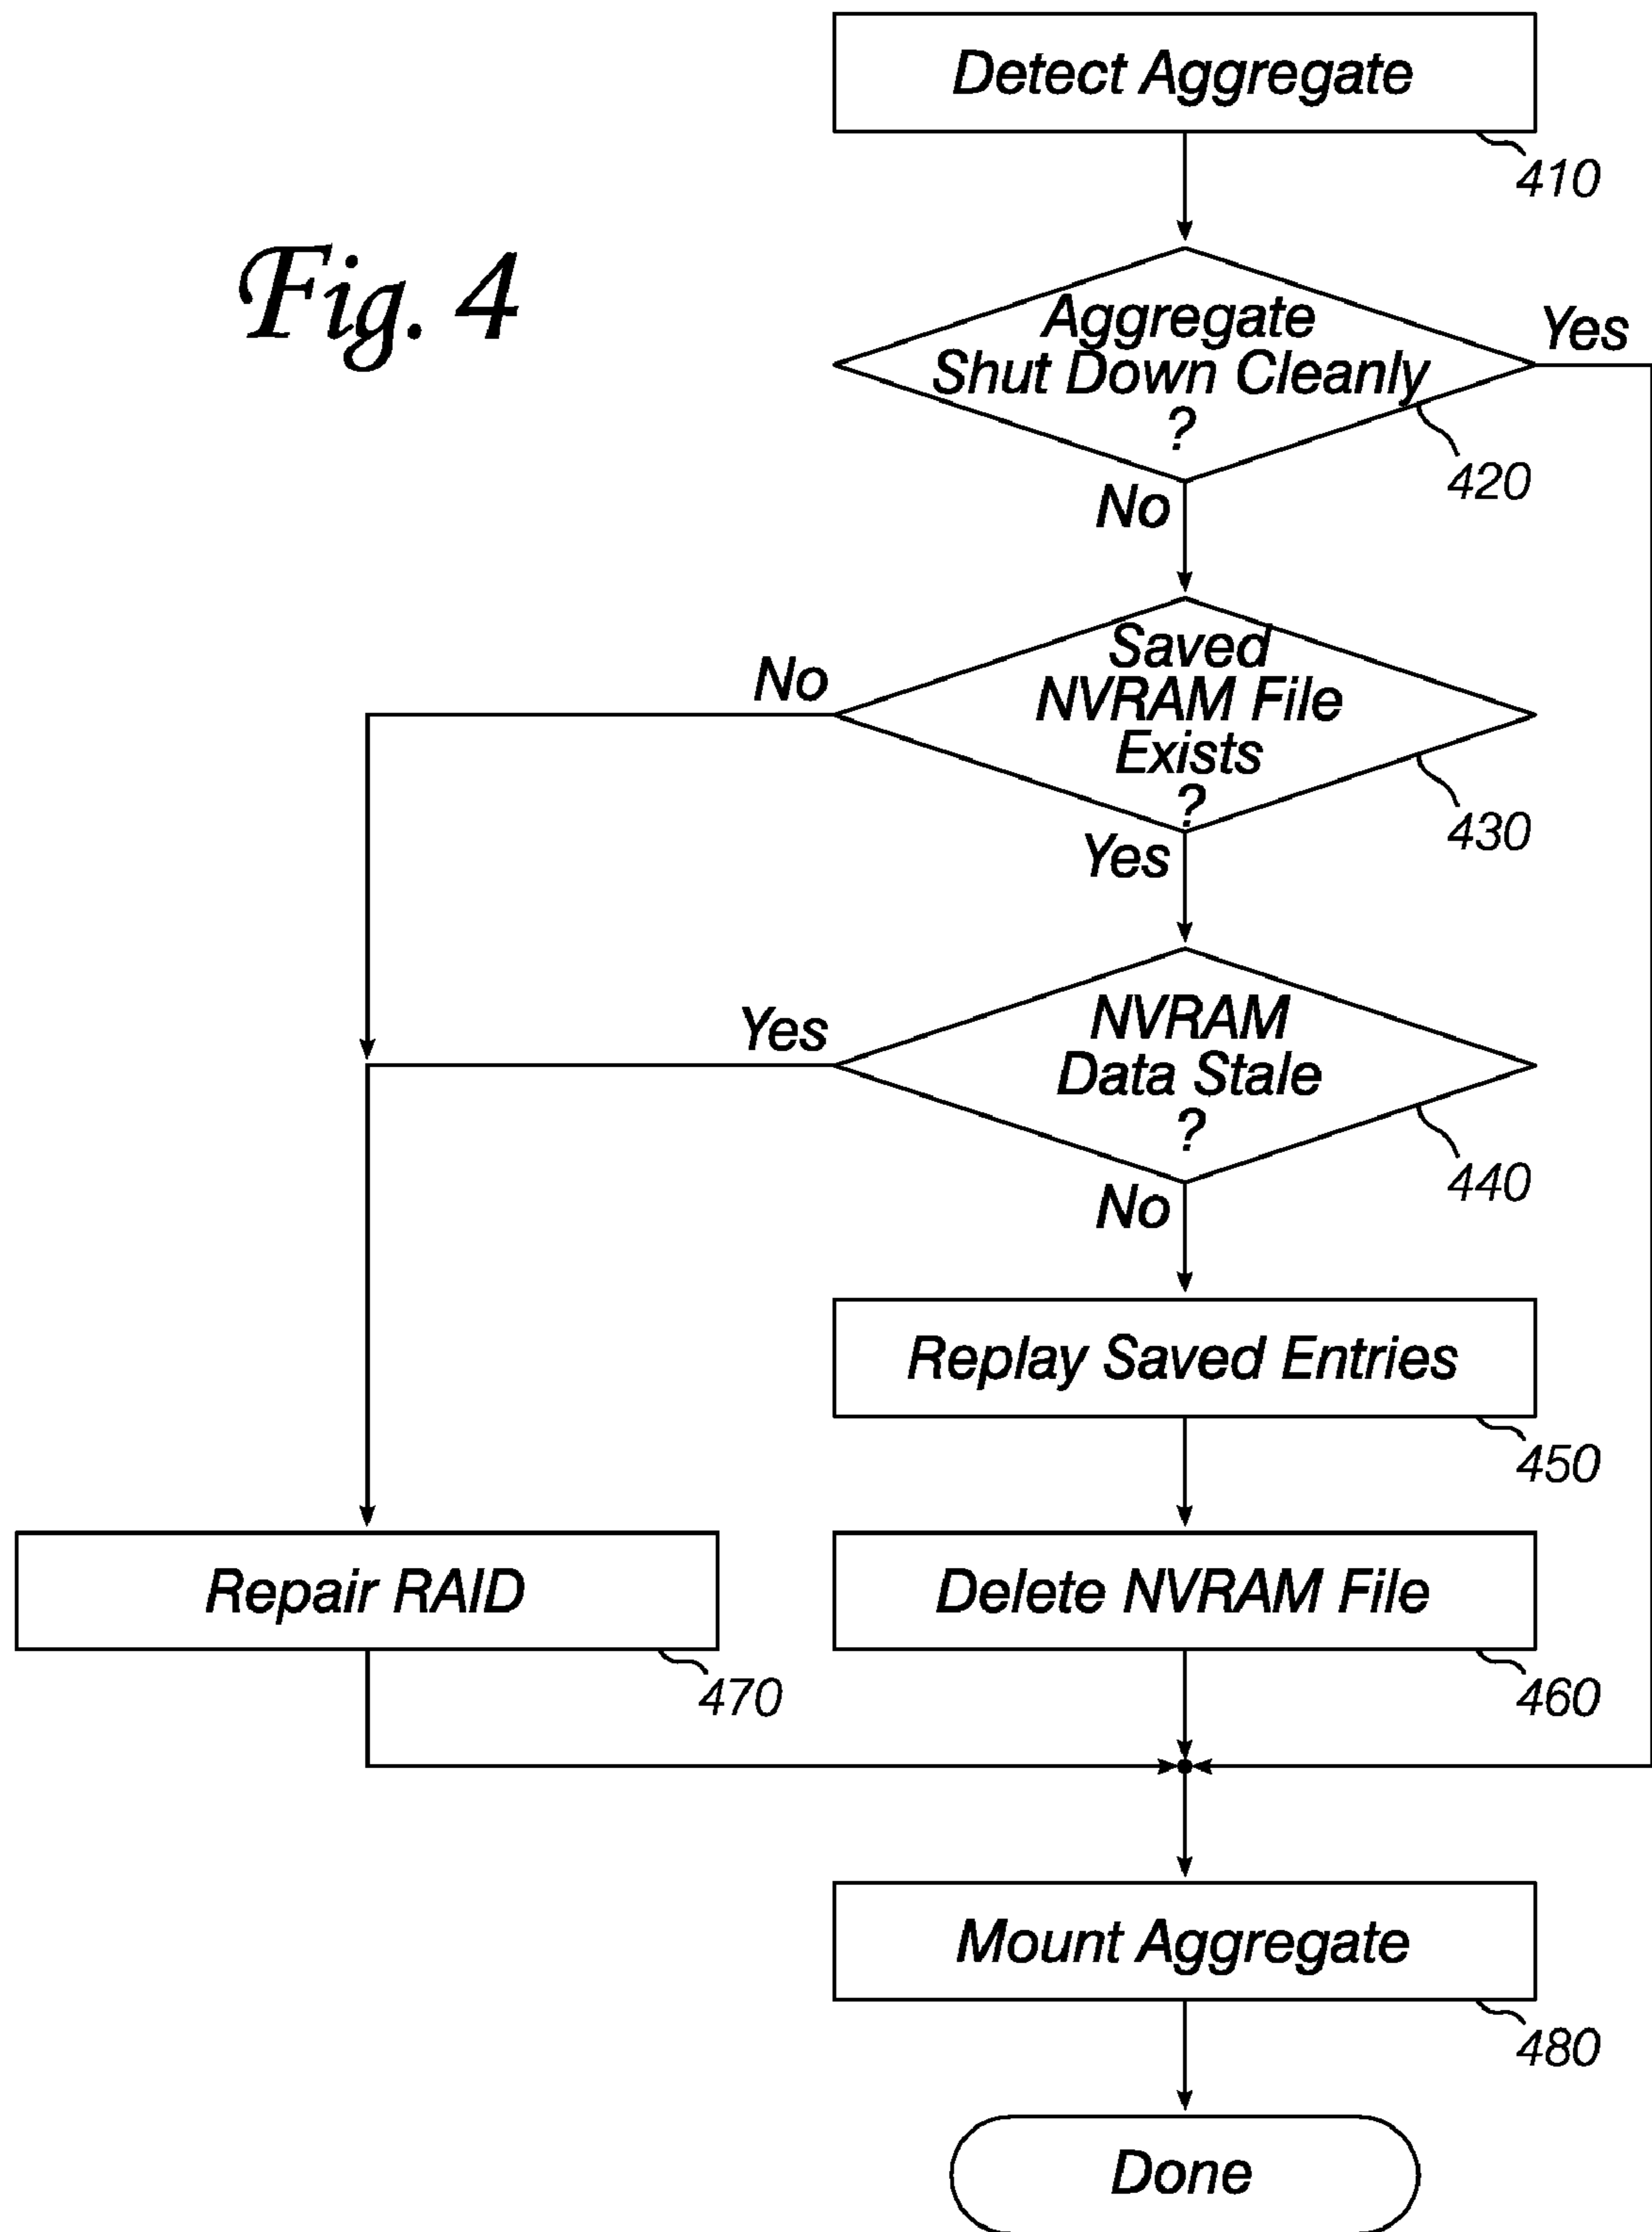 Detect Aggregate
410
Fig. 4
Aggregate
Shut Down Cleanly
?
Yes
420
No
Saved
NVRAM File
Exists
?
No
430
Yes
NVRAM
Data Stale
?
Yes
440
No
Replay Saved Entries
450
Repair RAID
470
Delete NVRAM File
460
Mount Aggregate
480
Done